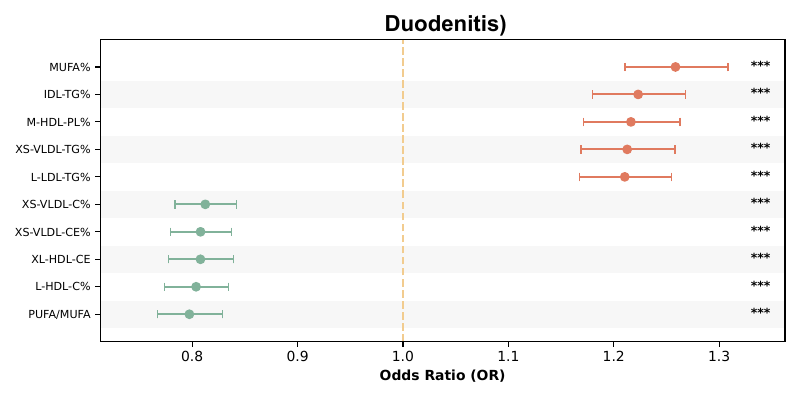 Duodenitis)
MUFA% ***
IDL-TG% ***
M-HDL-PL% ***
XS-VLDL-TG% ***
L-LDL-TG% ***
XS-VLDL-C% ***
XS-VLDL-CE% ***
XL-HDL-CE ***
L-HDL-C% ***
PUFA/MUFA ***
0.8 0.9 1.0 1.1 1.2 1.3
Odds Ratio (OR)